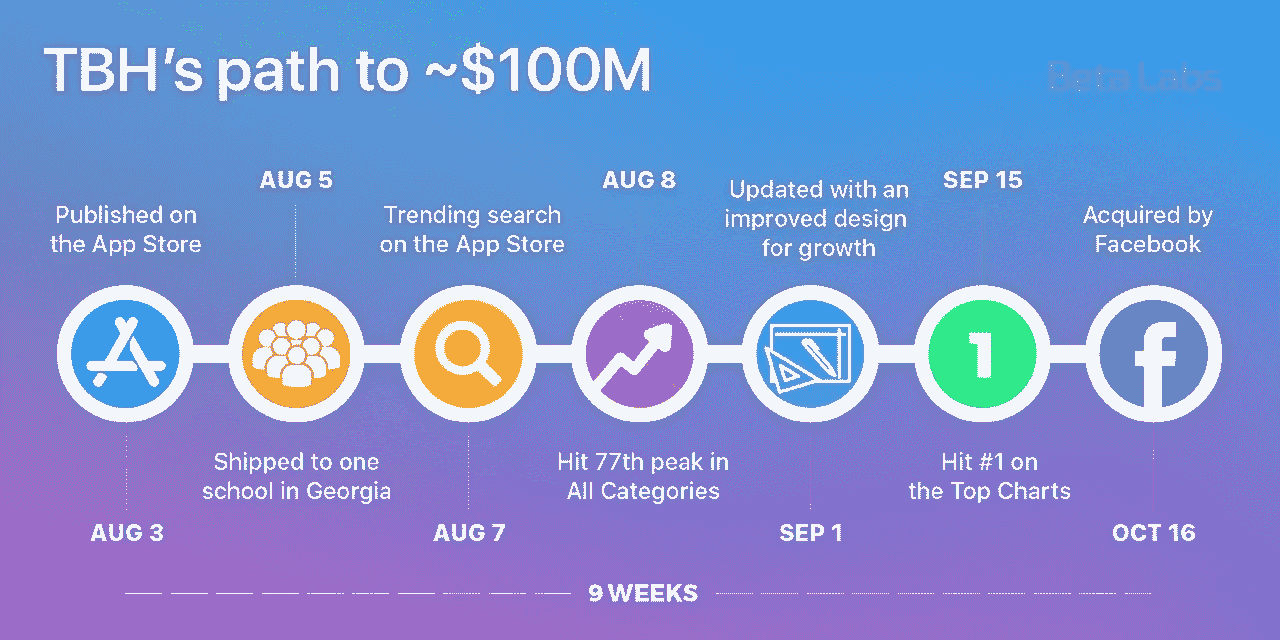 TBH's path to ~$100M
Beta Labs
Published on
the App Store
AUG 3
AUG 5
Shipped to one
school in Georgia
Trending search
on the App Store
AUG 7
AUG 8
Hit 77th peak in
All Categories
Updated with an
improved design
for growth
SEP 1
SEP 15
1
Hit #1 on
the Top Charts
Acquired by
Facebook
f
OCT 16
9 WEEKS